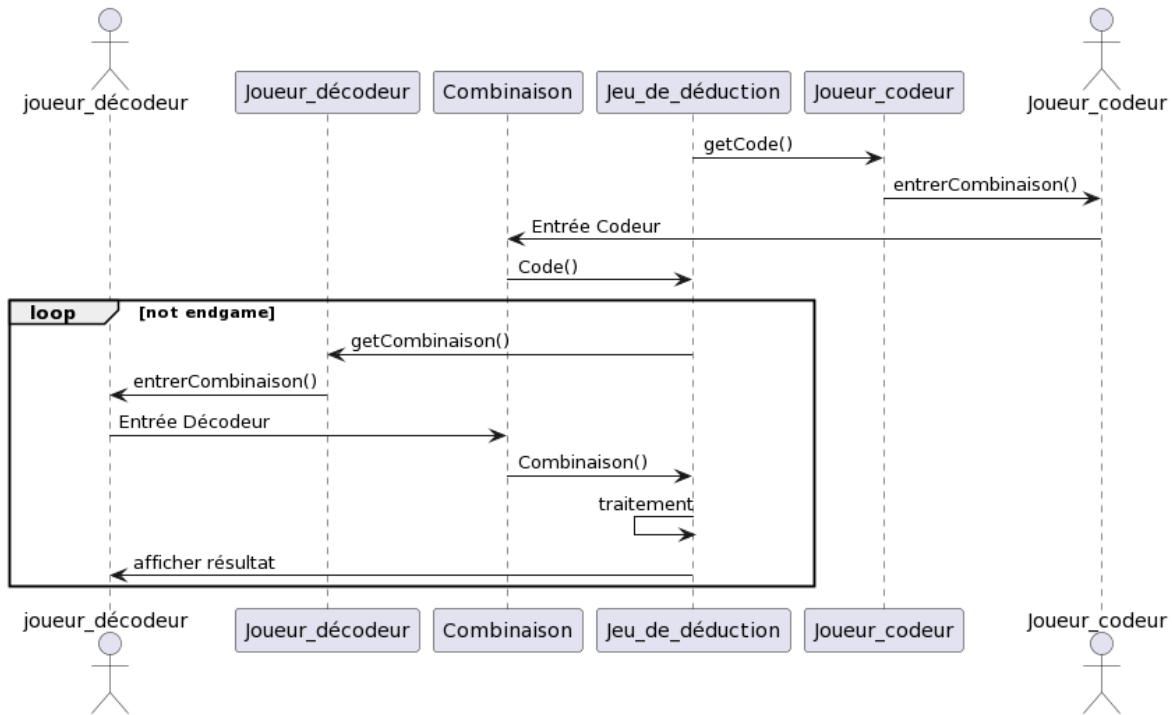 joueur_décodeur
Joueur_décodeur
Combinaison
Jeu_de_déduction
Joueur_codeur
Joueur_codeur
getCode()
entrerCombinaison()
Entrée Codeur
Code()
loop [not endgame]
getCombinaison()
entrerCombinaison()
Entrée Décodeur
Combinaison()
traitement
afficher résultat
joueur_décodeur
Joueur_décodeur
Combinaison
Jeu_de_déduction
Joueur_codeur
Joueur_codeur